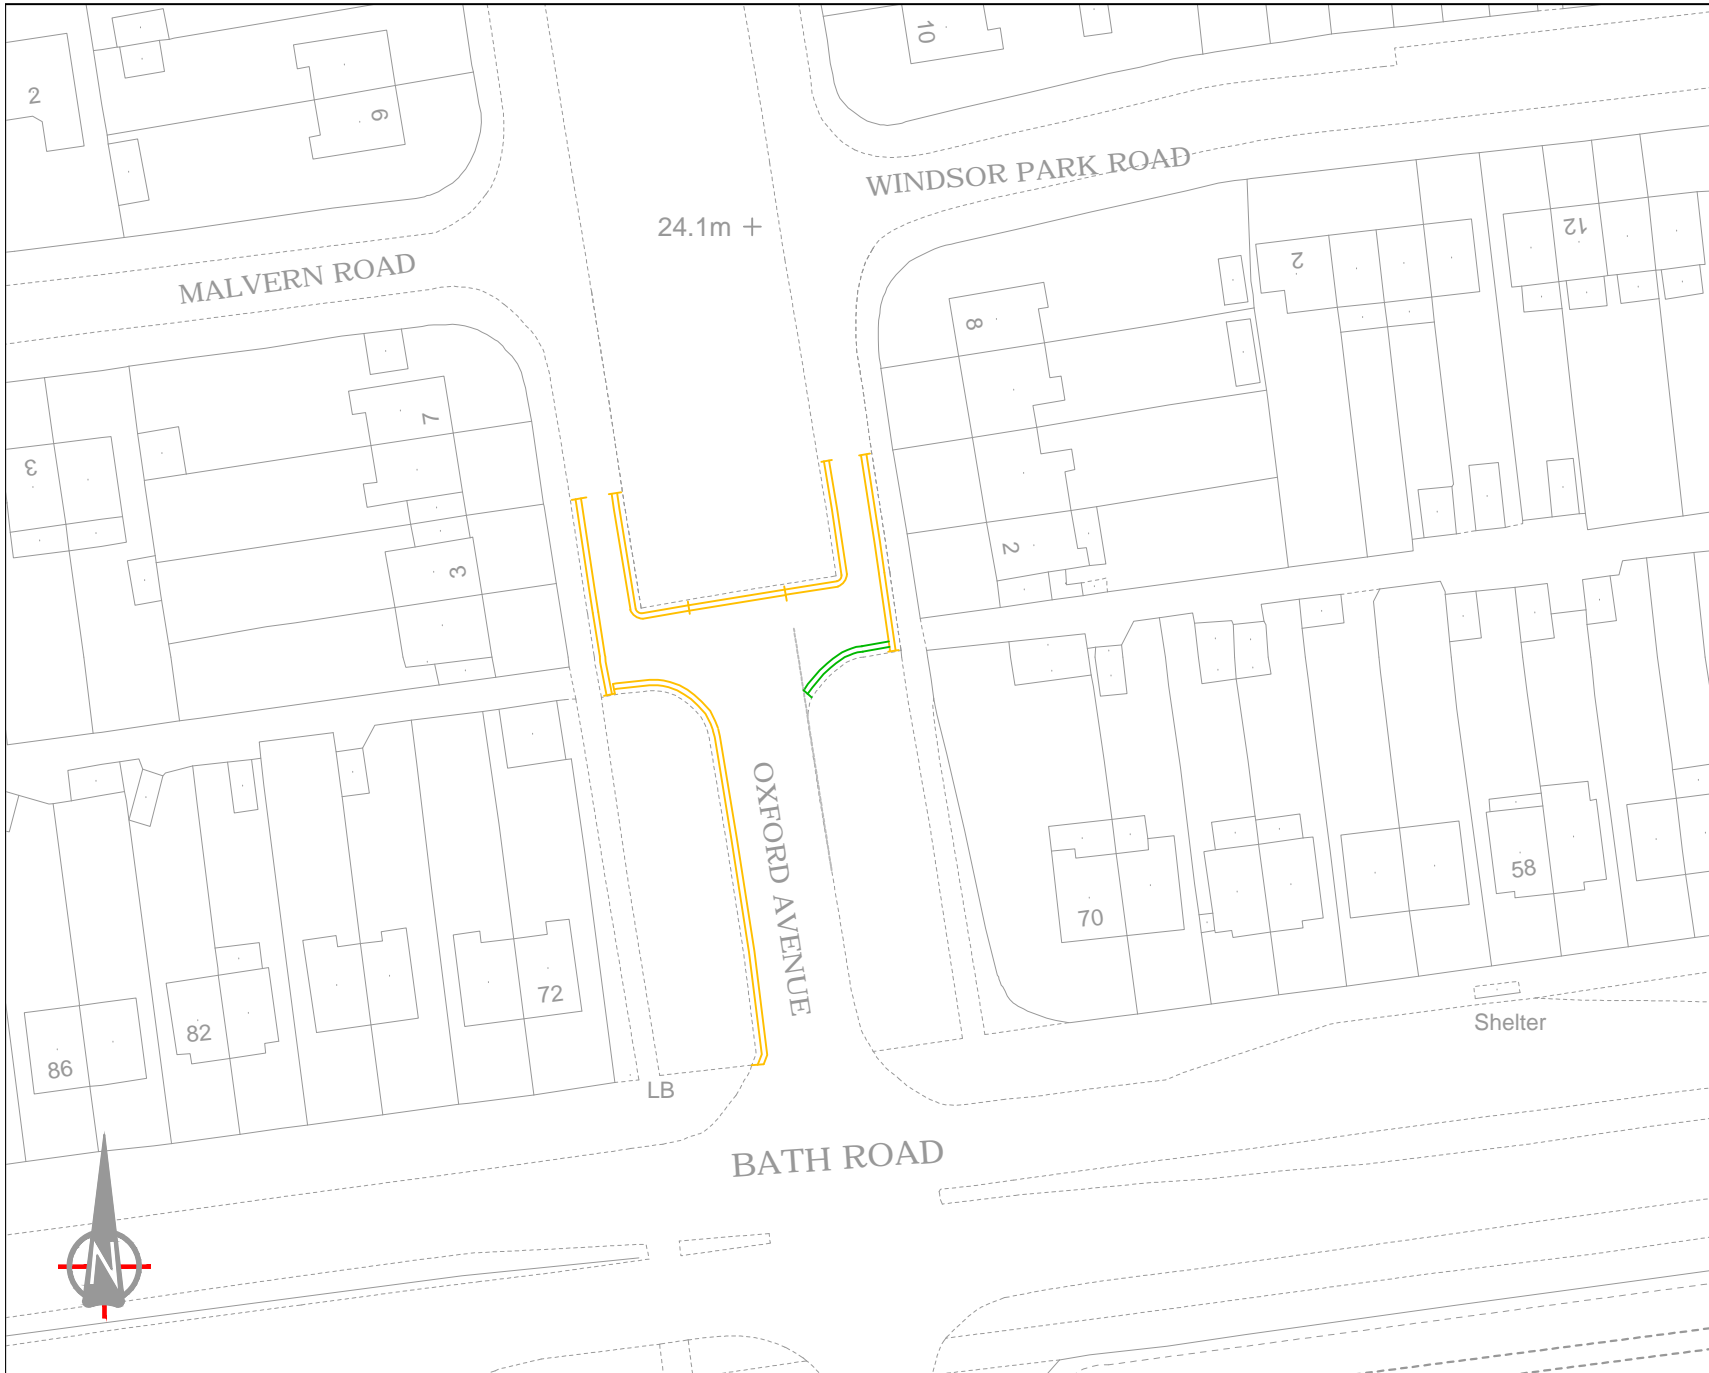 10
2
6
WINDSOR PARK ROAD
24.1m +
12
MALVERN ROAD
2
8
7
3
2
3
OXFORD AVENUE
58
70
72
82
Shelter
86
LB
BATH ROAD
N